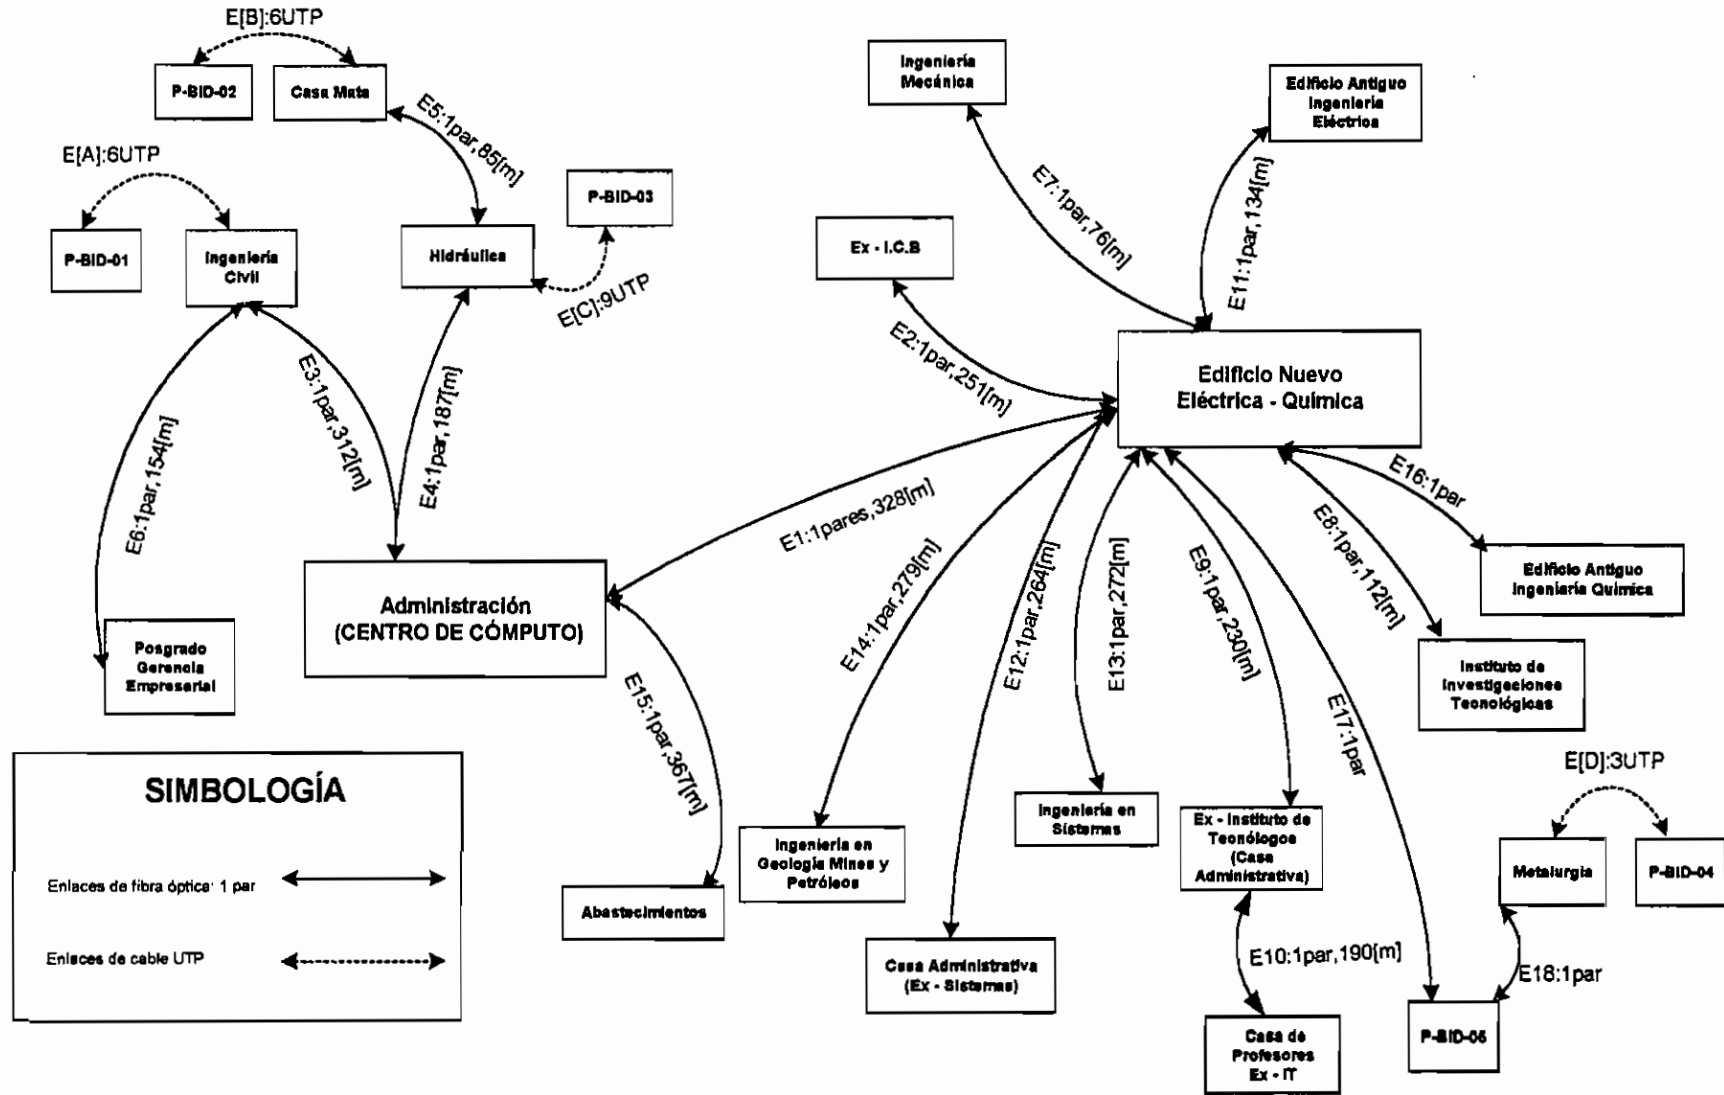 E[B]:6UTP
P-BID-02
Casa Mata
E5:1par,85[m]
E[A]:6UTP
P-BID-01
Ingeniería
Civil
Hidráulica
P-BID-03
E[C]:9UTP
E3:1par,312[m]
E4:1par,187[m]
E6:1par,154[m]
Administración
(CENTRO DE CÓMPUTO)
Posgrado
Gerencia
Empresarial
Ingeniería
Mecánica
Edificio Antiguo
Ingeniería
Eléctrica
E7:1par,76[m]
E11:1par,134[m]
Ex - I.C.B
E2:1par,251[m]
Edificio Nuevo
Eléctrica - Química
E1:1pares,328[m]
E14:1par,279[m]
E12:1par,264[m]
E13:1par,272[m]
E9:1par,230[m]
E17:1par
E8:1par,112[m]
E16:1par
Edificio Antiguo
Ingeniería Química
Instituto de
Investigaciones
Tecnológicas
E15:1par,367[m]
Abastecimientos
Ingeniería en
Geología Mines y
Petróleos
Casa Administrativa
(Ex - Sistemas)
Ingeniería en
Sistemas
Ex - Instituto de
Tecnólogos
(Casa
Administrativa)
E10:1par,190[m]
Casa de
Profesores
Ex - IT
E[D]:3UTP
Metalurgia
P-BID-04
E18:1par
P-BID-05
SIMBOLOGÍA
Enlaces de fibra óptica: 1 par
Enlaces de cable UTP